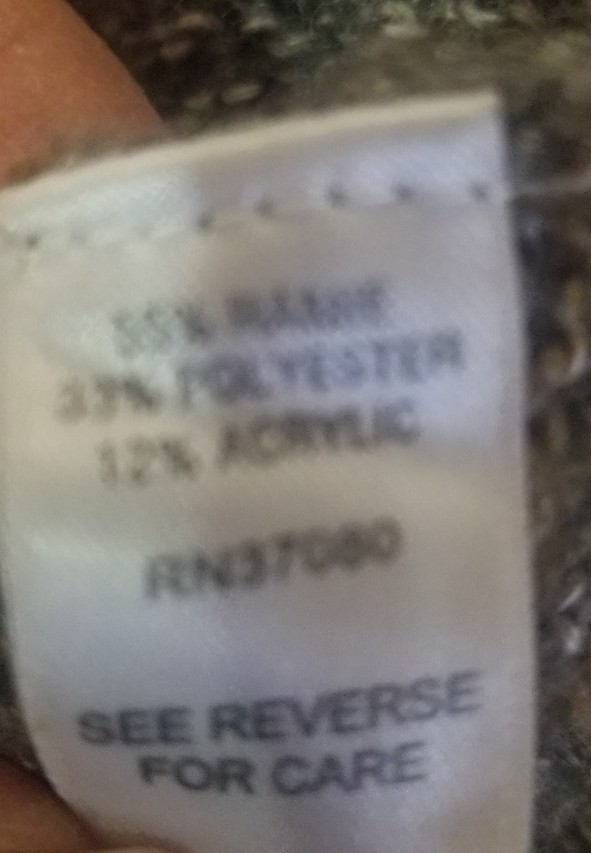 55% RAMIE
33% POLYESTER
12% ACRYLIC
RN37080
SEE REVERSE
FOR CARE